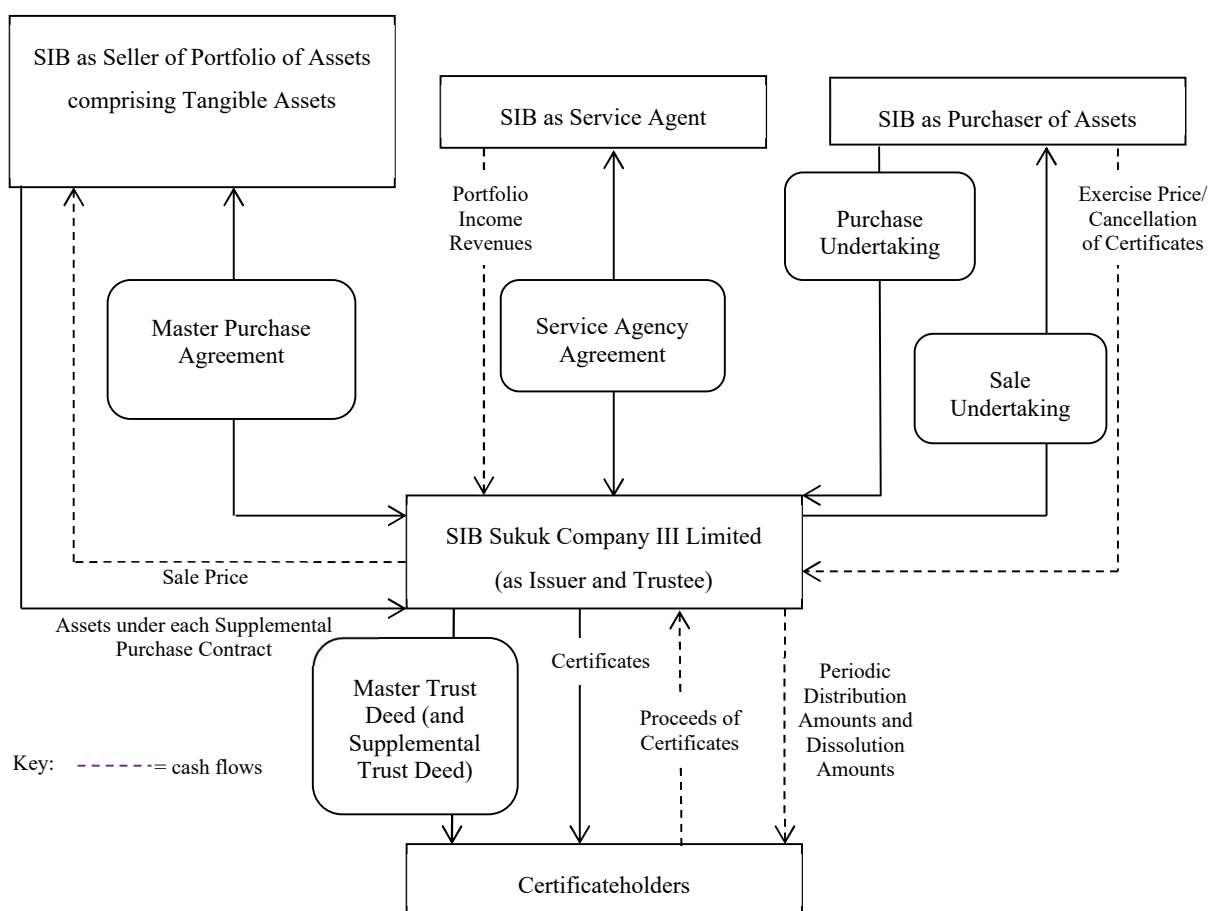 SIB as Seller of Portfolio of Assets
comprising Tangible Assets
SIB as Service Agent
SIB as Purchaser of Assets
Portfolio
Income
Revenues
Purchase
Undertaking
Exercise Price/
Cancellation
of Certificates
Master Purchase
Agreement
Service Agency
Agreement
Sale
Undertaking
SIB Sukuk Company III Limited
(as Issuer and Trustee)
Sale Price
Assets under each Supplemental
Purchase Contract
Master Trust
Deed (and
Supplemental
Trust Deed)
Certificates
Proceeds of
Certificates
Periodic
Distribution
Amounts and
Dissolution
Amounts
Key: = cash flows
Certificateholders